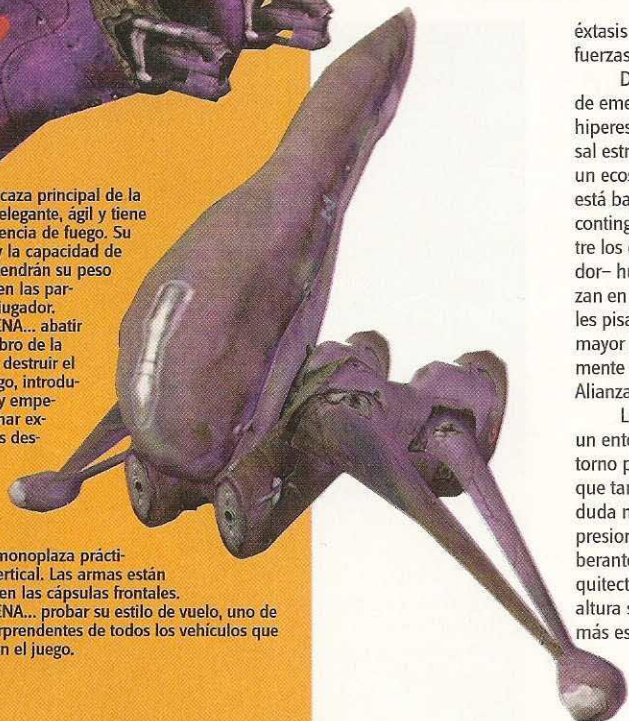 caza principal de la
elegante, ágil y tiene
encia de fuego. Su
y la capacidad de
endrán su peso
en las par-
jugador.
ENA... abatir
bro de la
destruir el
go, introdu-
y empe-
nar ex-
s des-
monoplaza prácti-
ertical. Las armas están
en las cápsulas frontales.
ENA... probar su estilo de vuelo, uno de
rprendentes de todos los vehículos que
n el juego.
éxtasis
fuerzas
D
de eme
hiperes
sal estr
un ecos
está ba
conting
tre los
dor– hu
zan en
les pisa
mayor
mente
Alianza
L
un ento
torno p
que tar
duda n
presior
berante
quitect
altura s
más es